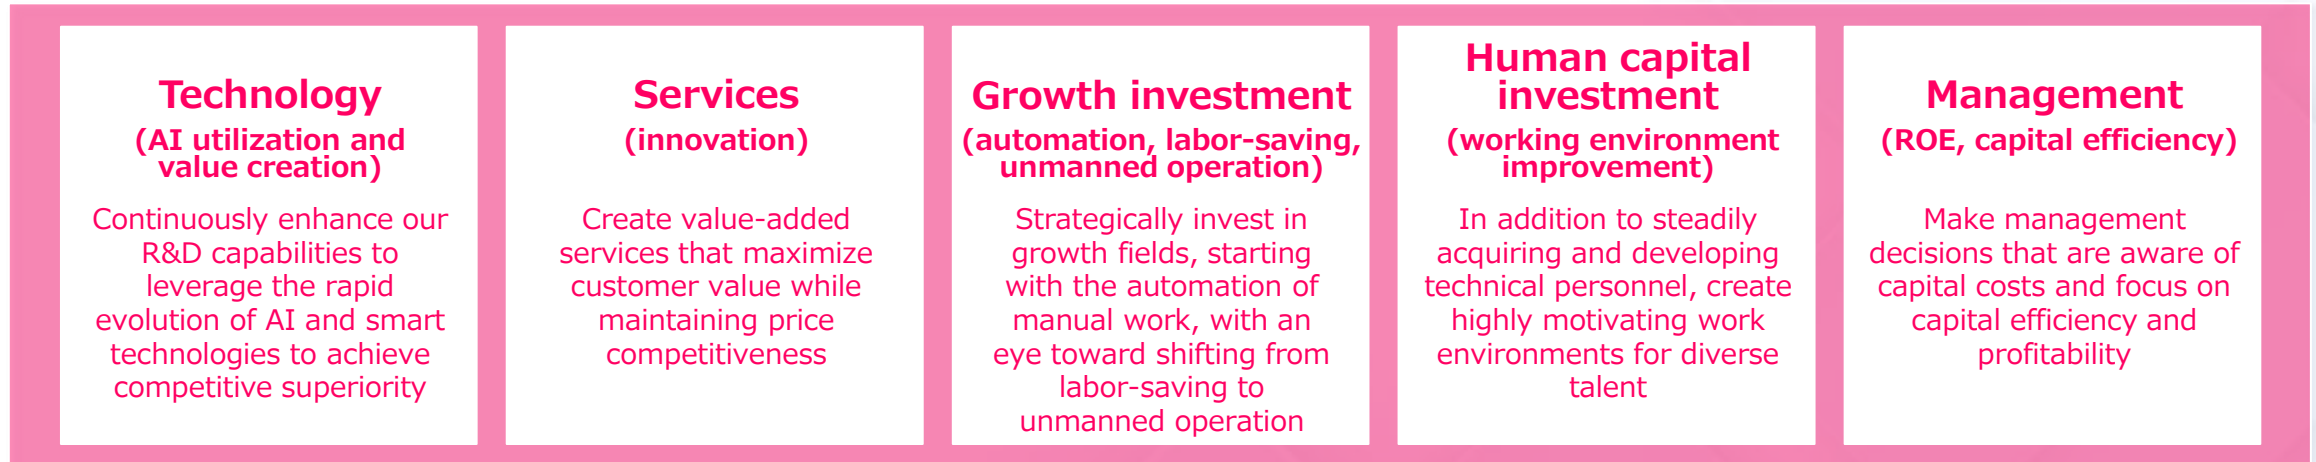 Technology
(AI utilization and
value creation)
Continuously enhance our
R&D capabilities to
leverage the rapid
evolution of AI and smart
technologies to achieve
competitive superiority
Services
(innovation)
Create value-added
services that maximize
customer value while
maintaining price
competitiveness
Growth investment
(automation, labor-saving,
unmanned operation)
Strategically invest in
growth fields, starting
with the automation of
manual work, with an
eye toward shifting from
labor-saving to
unmanned operation
Human capital
investment
(working environment
improvement)
In addition to steadily
acquiring and developing
technical personnel, create
highly motivating work
environments for diverse
talent
Management
(ROE, capital efficiency)
Make management
decisions that are aware of
capital costs and focus on
capital efficiency and
profitability